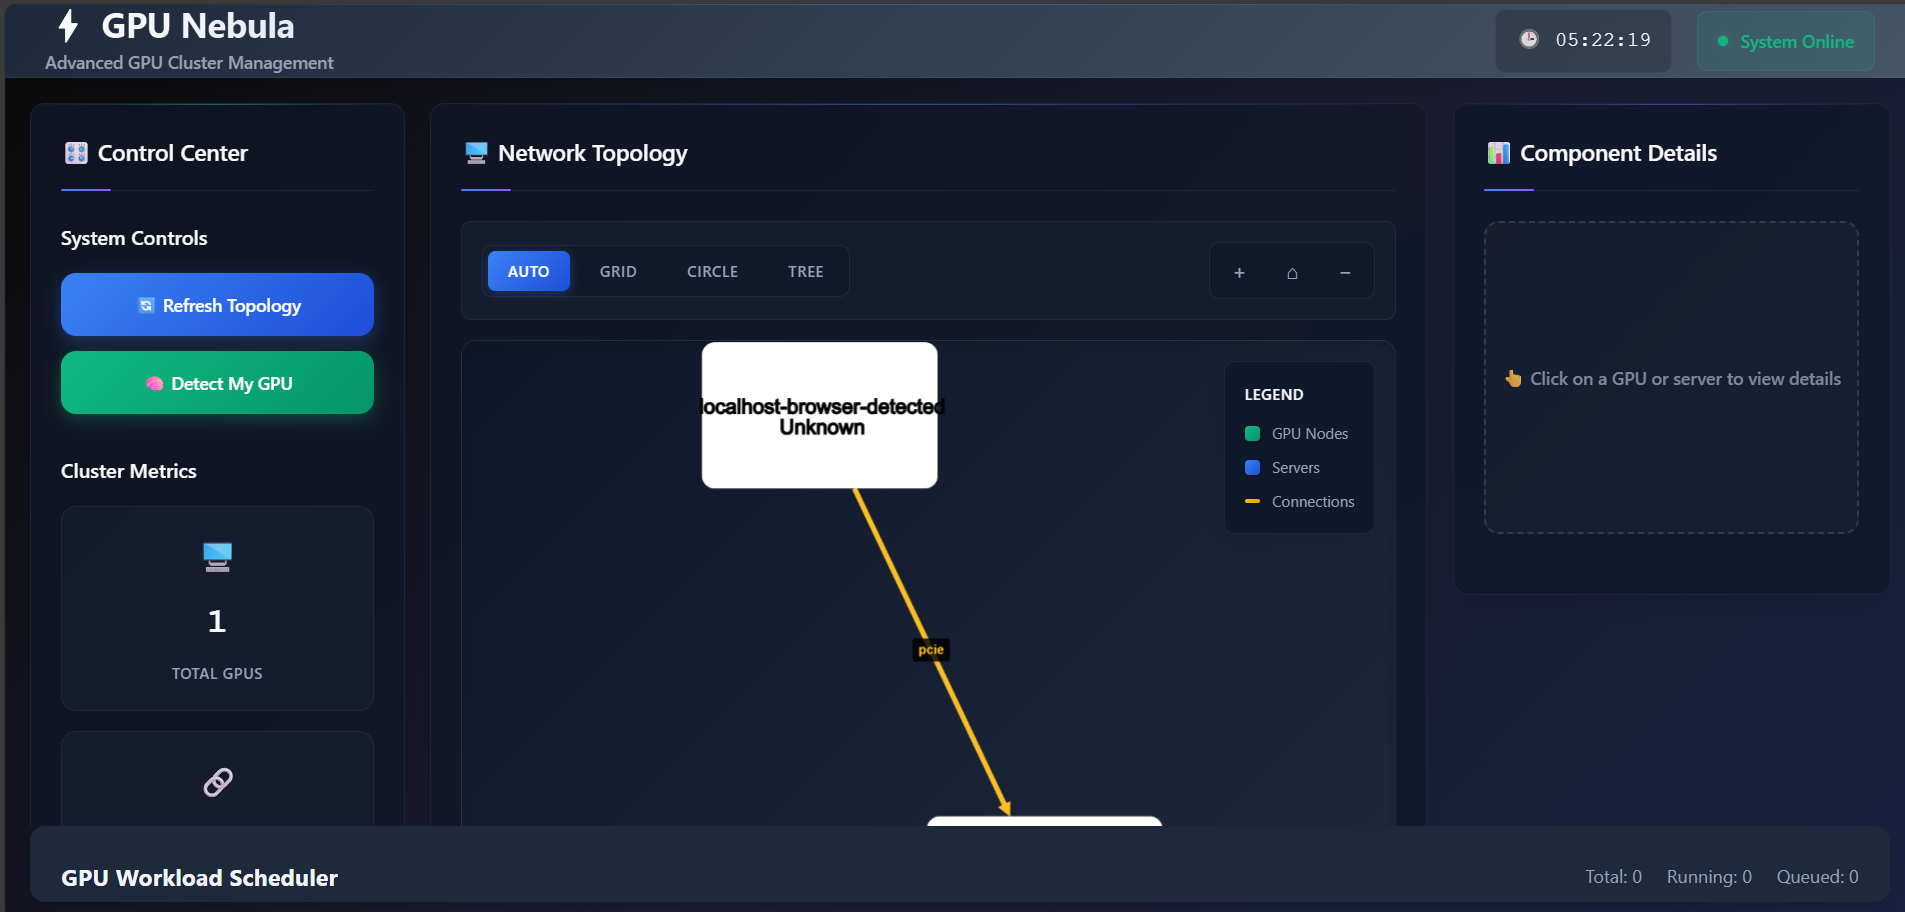 GPU Nebula
Advanced GPU Cluster Management
05:22:19
System Online
Control Center
System Controls
Refresh Topology
Detect My GPU
Cluster Metrics
1
TOTAL GPUS
Network Topology
AUTO
GRID
CIRCLE
TREE
+
−
localhost-browser-detected
Unknown
pcie
LEGEND
GPU Nodes
Servers
Connections
Component Details
Click on a GPU or server to view details
GPU Workload Scheduler
Total: 0
Running: 0
Queued: 0